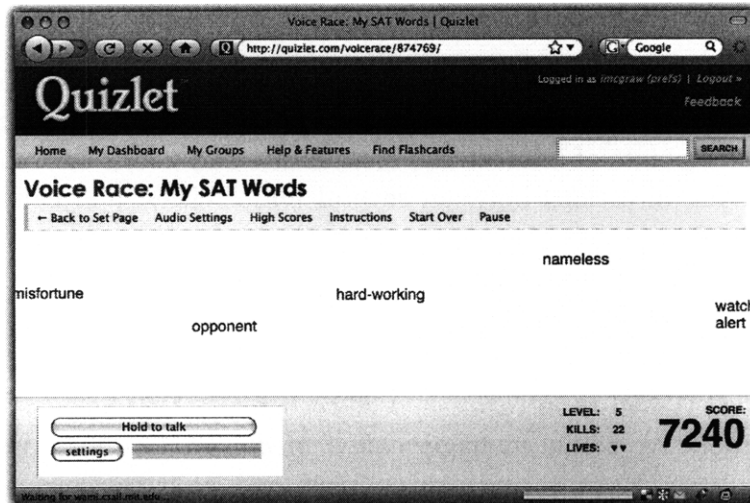 Voice Race: My SAT Words | Quizlet
Q http://quizlet.com/voicerace/874769/
G Google
Quizlet
Logged in as imcgraw (prefs) | Logout »
Feedback
Home My Dashboard My Groups Help & Features Find Flashcards SEARCH
Voice Race: My SAT Words
← Back to Set Page Audio Settings High Scores Instructions Start Over Pause
nameless
misfortune hard-working
opponent
watch
alert
Hold to talk
settings
LEVEL: 5
KILLS: 22
LIVES: ♥♥
SCORE:
7240
Waiting for wami.csail.mit.edu...